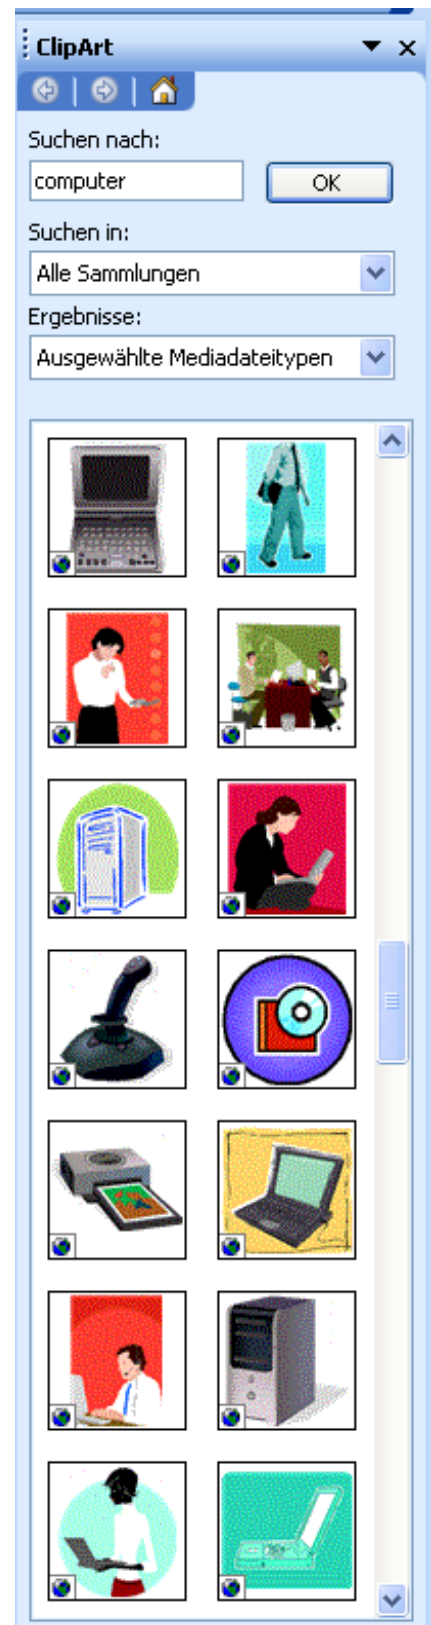 ClipArt
Suchen nach:
computer
OK
Suchen in:
Alle Sammlungen
Ergebnisse:
Ausgewählte Mediadateitypen